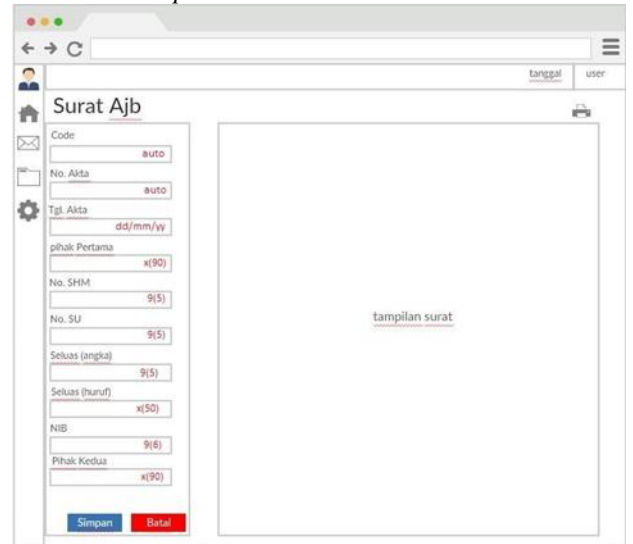 tanggal user
Surat Ajb
Code
auto
No. Akta
auto
Tgl. Akta
dd/mm/yy
pihak Pertama
x(90)
No. SHM
9(5)
No. SU
9(5)
Seluas (angka)
9(5)
Seluas (huruf)
x(50)
NIB
9(6)
Pihak Kedua
x(90)
Simpan Batal
tampilan surat